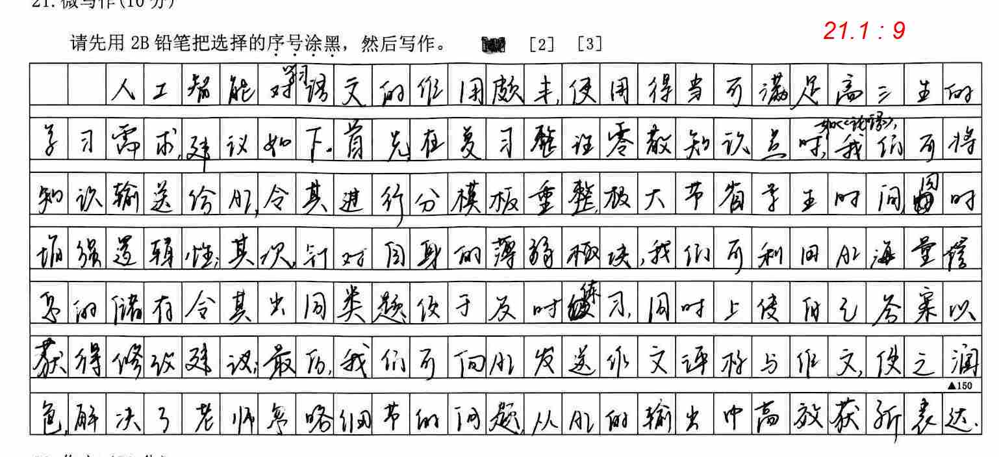 21.微写作(10分)
请先用 2B 铅笔把选择的序号涂黑，然后写作。 [2] [3]
21.1 : 9
人工智能对学习语文的作用颇丰,使用得当可满足高三生的
学习需求,建议如下。首先,在复习整理零散知识点时,如《论语》,我们可将
知识输送给AI,令其进行分模板重整,极大节省学生时间,同时
增强逻辑性;其次,针对自身的薄弱板块,我们可利用AI海量信
息的储存令其出同类题,便于及时练习,同时上传自己答案以
获得修改建议;最后,我们可向AI发送作文评标与作文,使之润
▲150
色,解决了老师忽略细节的问题,从AI的输出中高效获新表达.